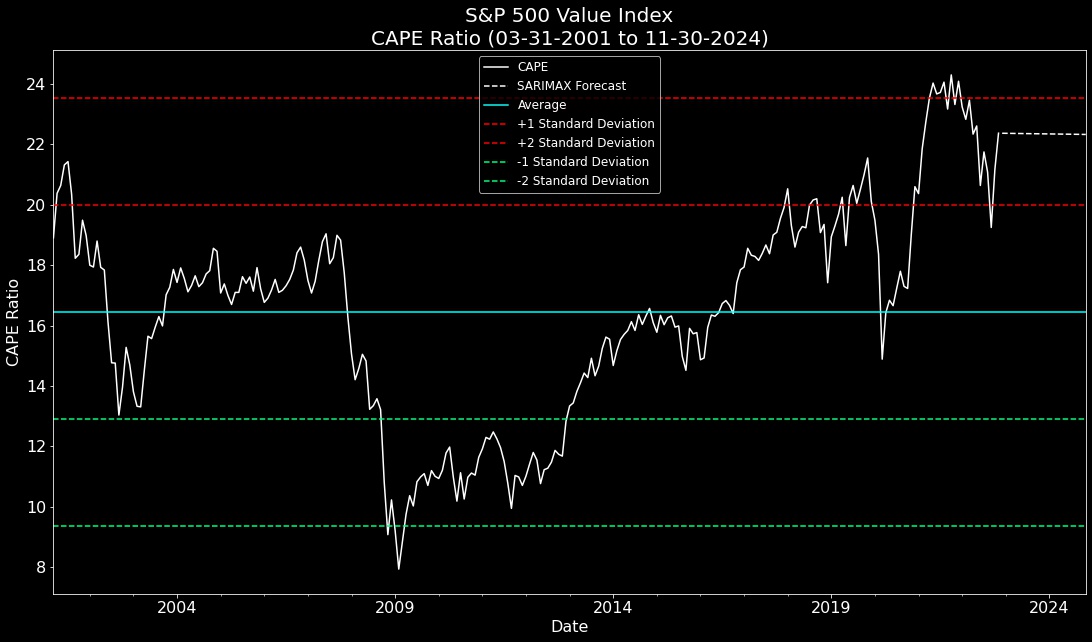 S&P 500 Value Index
CAPE Ratio (03-31-2001 to 11-30-2024)
CAPE
SARIMAX Forecast
Average
+1 Standard Deviation
+2 Standard Deviation
-1 Standard Deviation
-2 Standard Deviation
CAPE Ratio
24
22
20
18
16
14
12
10
8
2004
2009
2014
2019
2024
Date